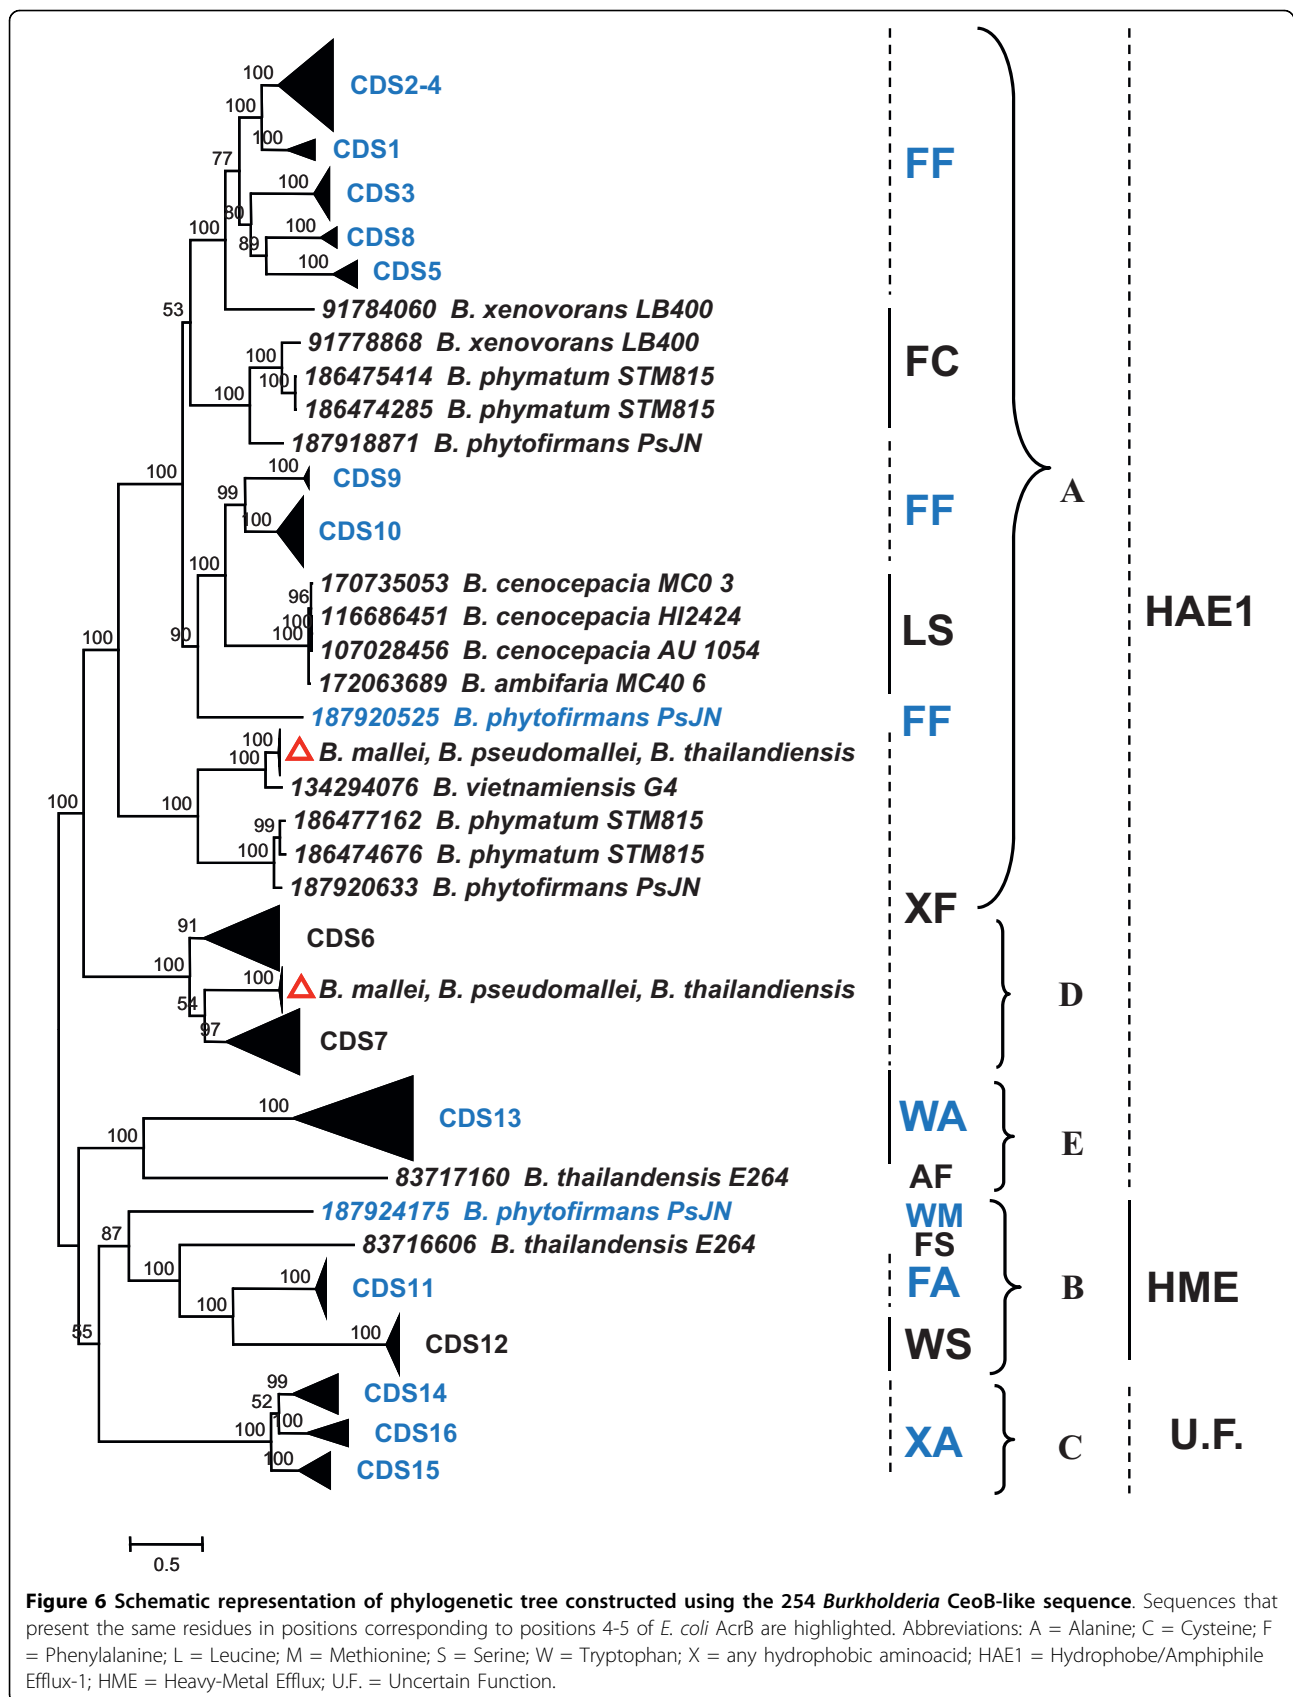 100
CDS2-4
100
100
CDS1
FF
77
100
CDS3
80
100
CDS8
100
89
100
CDS5
91784060 B. xenovorans LB400
53
91778868 B. xenovorans LB400
100
FC
100
186475414 B. phymatum STM815
100
186474285 B. phymatum STM815
187918871 B. phytofirmans PsJN
100
100
CDS9
99
A
FF
100
CDS10
100
170735053 B. cenocepacia MC0 3
96
116686451 B. cenocepacia HI2424
100
HAE1
100
LS
100
90
107028456 B. cenocepacia AU 1054
172063689 B. ambifaria MC40 6
187920525 B. phytofirmans PsJN
FF
100
B. mallei, B. pseudomallei, B. thailandiensis
100
134294076 B. vietnamiensis G4
100
100
186477162 B. phymatum STM815
99
186474676 B. phymatum STM815
100
187920633 B. phytofirmans PsJN
XF
91
CDS6
100
100
B. mallei, B. pseudomallei, B. thailandiensis
D
54
97
CDS7
100
CDS13
WA
100
E
83717160 B. thailandensis E264
AF
187924175 B. phytofirmans PsJN
WM
87
83716606 B. thailandensis E264
FS
100
100
CDS11
FA
B
HME
100
55
100
CDS12
WS
99
CDS14
52
100
CDS16
100
XA
C
U.F.
100
CDS15
0.5
Figure 6 Schematic representation of phylogenetic tree constructed using the 254 Burkholderia CeoB-like sequence. Sequences that
present the same residues in positions corresponding to positions 4-5 of E. coli AcrB are highlighted. Abbreviations: A = Alanine; C = Cysteine; F
= Phenylalanine; L = Leucine; M = Methionine; S = Serine; W = Tryptophan; X = any hydrophobic aminoacid; HAE1 = Hydrophobe/Amphiphile
Efflux-1; HME = Heavy-Metal Efflux; U.F. = Uncertain Function.